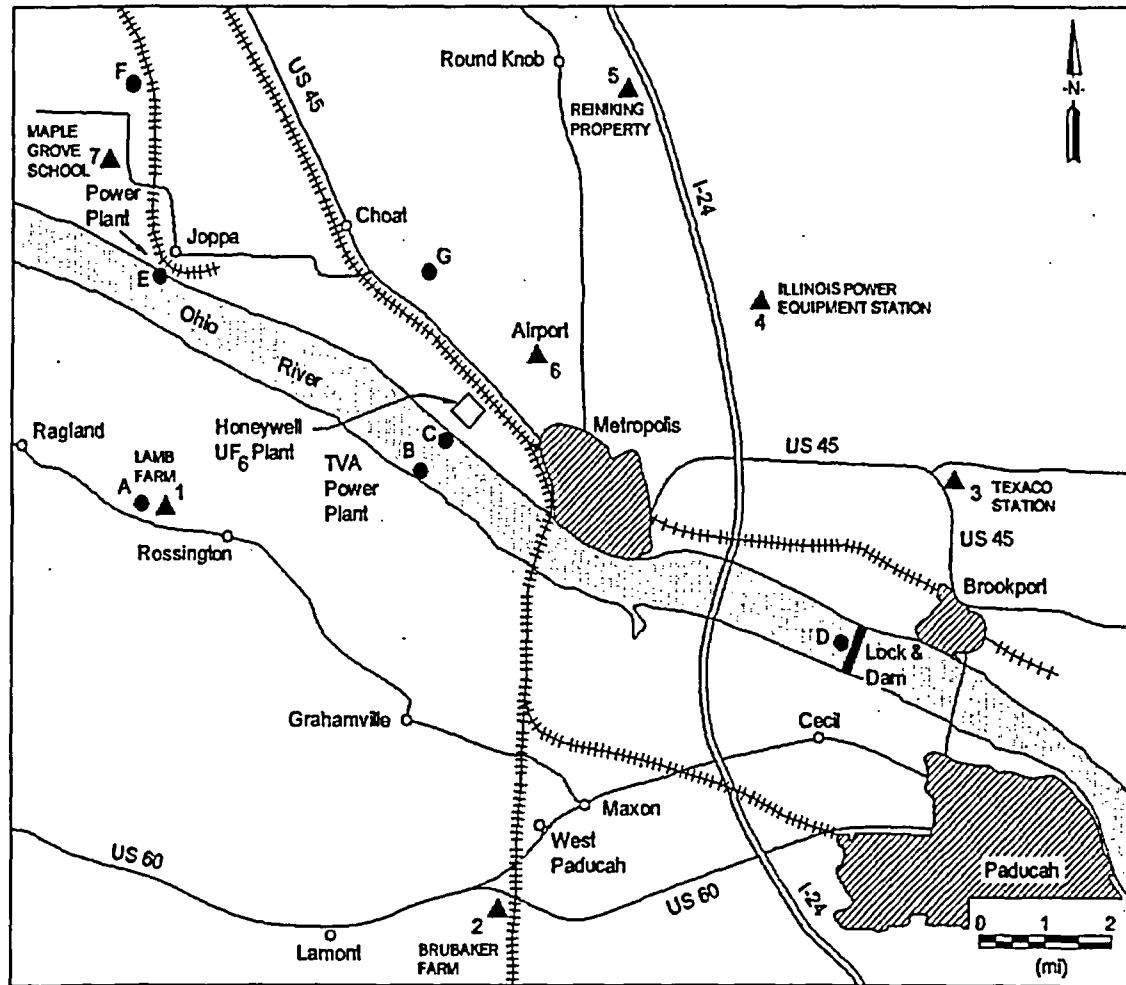 Round Knob
US 45
F
5
REINIKING
PROPERTY
-N-
MAPLE
GROVE
SCHOOL
7
Power
Plant
I-24
Choat
Joppa
G
E
ILLINOIS POWER
EQUIPMENT STATION
4
Airport
6
Ohio
River
Honeywell
UF6 Plant
C
B
TVA
Power
Plant
Metropolis
Ragland
LAMB
FARM
A
1
Rossington
US 45
3
TEXACO
STATION
US 45
Brookport
D
Lock &
Dam
Grahamville
Cecil
Maxon
West
Paducah
US 60
Paducah
US 60
I-24
2
BRUBAKER
FARM
Lamont
0 1 2
(mi)